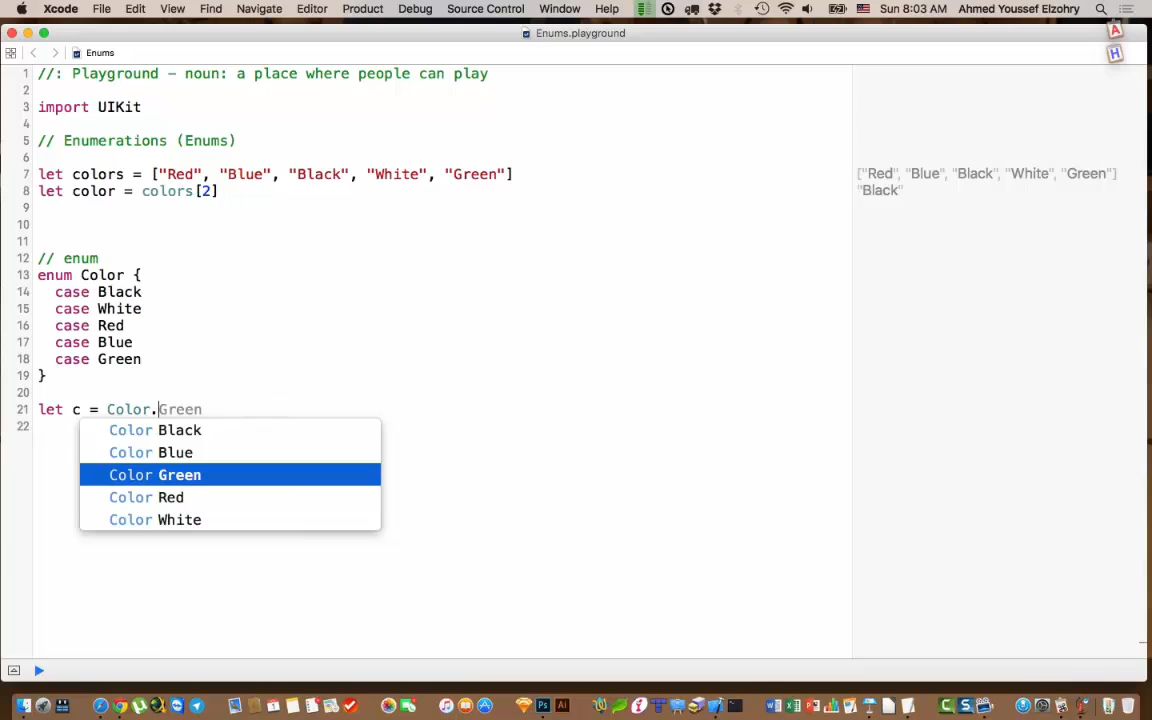 Xcode File Edit View Find Navigate Editor Product Debug Source Control Window Help Sun 8:03 AM Ahmed Youssef Elzohry
Enums.playground
A
Enums
H
1 //: Playground – noun: a place where people can play
2
3 import UIKit
4
5 // Enumerations (Enums)
6
7 let colors = ["Red", "Blue", "Black", "White", "Green"] ["Red", "Blue", "Black", "White", "Green"]
8 let color = colors[2] "Black"
9
10
11
12 // enum
13 enum Color {
14 case Black
15 case White
16 case Red
17 case Blue
18 case Green
19 }
20
21 let c = Color.Green
22
Color Black
Color Blue
Color Green
Color Red
Color White